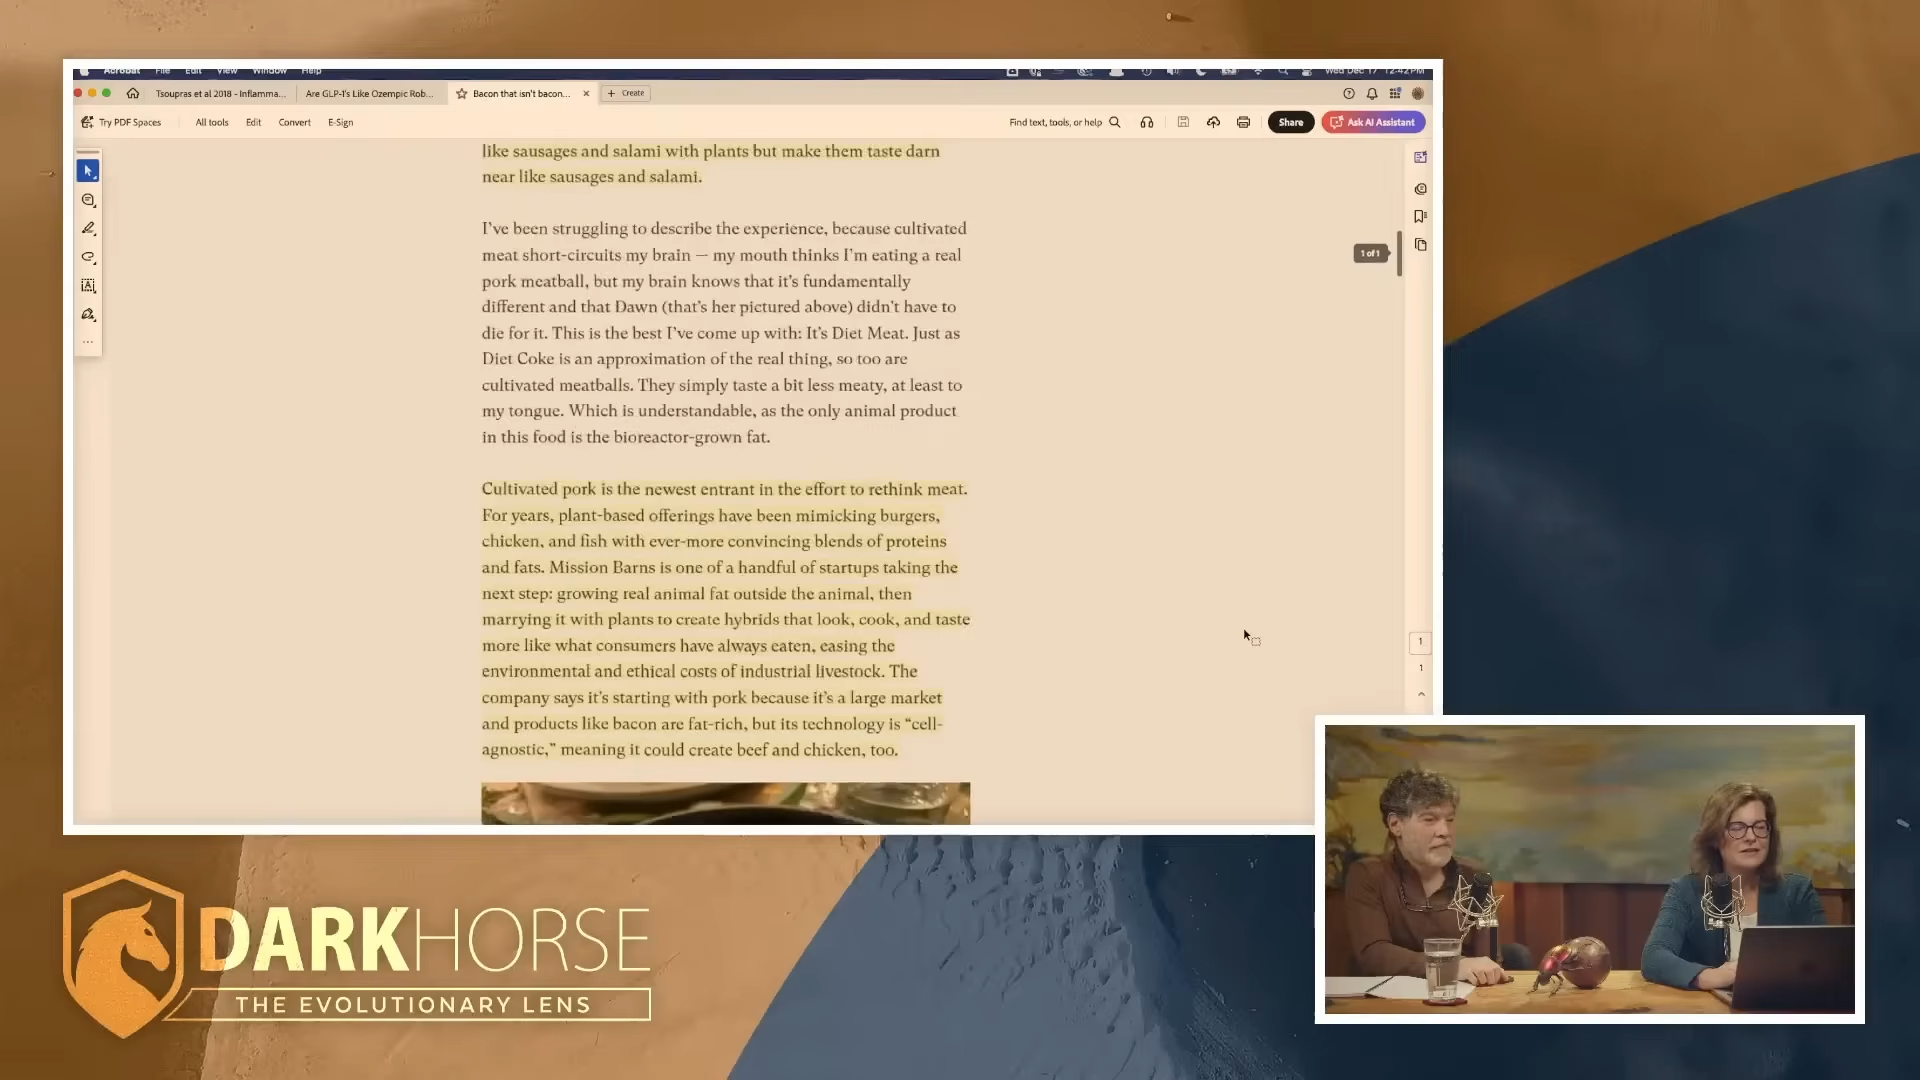 Acrobat File Edit View Window Help
Wed Dec 17 12:42PM
Tsoupras et al 2018 - Inflamma...
Are GLP-1s Like Ozempic Rob...
Bacon that isn't bacon...
Create
Try PDF Spaces
All tools
Edit
Convert
E-Sign
Find text, tools, or help
Share
Ask AI Assistant
like sausages and salami with plants but make them taste darn
near like sausages and salami.
I've been struggling to describe the experience, because cultivated
meat short-circuits my brain — my mouth thinks I'm eating a real
pork meatball, but my brain knows that it's fundamentally
different and that Dawn (that's her pictured above) didn't have to
die for it. This is the best I've come up with: It's Diet Meat. Just as
Diet Coke is an approximation of the real thing, so too are
cultivated meatballs. They simply taste a bit less meaty, at least to
my tongue. Which is understandable, as the only animal product
in this food is the bioreactor-grown fat.
1 of 1
Cultivated pork is the newest entrant in the effort to rethink meat.
For years, plant-based offerings have been mimicking burgers,
chicken, and fish with ever-more convincing blends of proteins
and fats. Mission Barns is one of a handful of startups taking the
next step: growing real animal fat outside the animal, then
marrying it with plants to create hybrids that look, cook, and taste
more like what consumers have always eaten, easing the
environmental and ethical costs of industrial livestock. The
company says it's starting with pork because it's a large market
and products like bacon are fat-rich, but its technology is “cell-
agnostic,” meaning it could create beef and chicken, too.
1
1
DARKHORSE
THE EVOLUTIONARY LENS